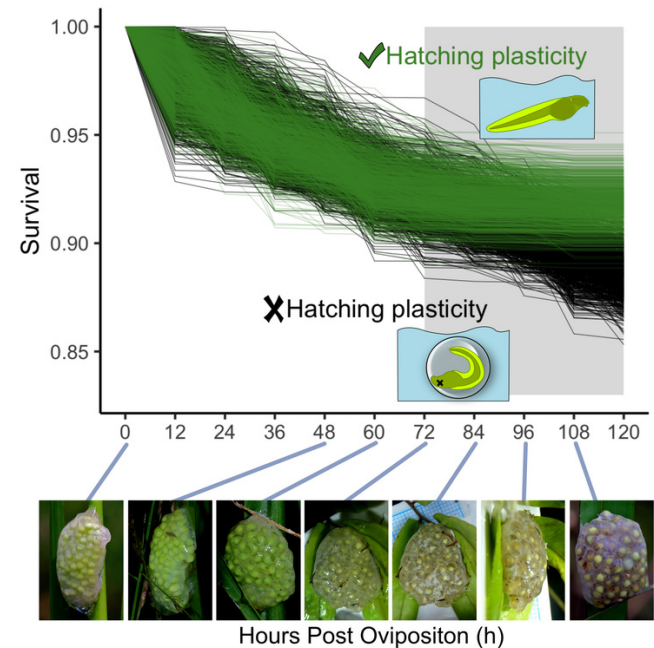 1.00
✓Hatching plasticity
0.95
Survival
0.90
✗Hatching plasticity
0.85
0 12 24 36 48 60 72 84 96 108 120
Hours Post Ovipositon (h)